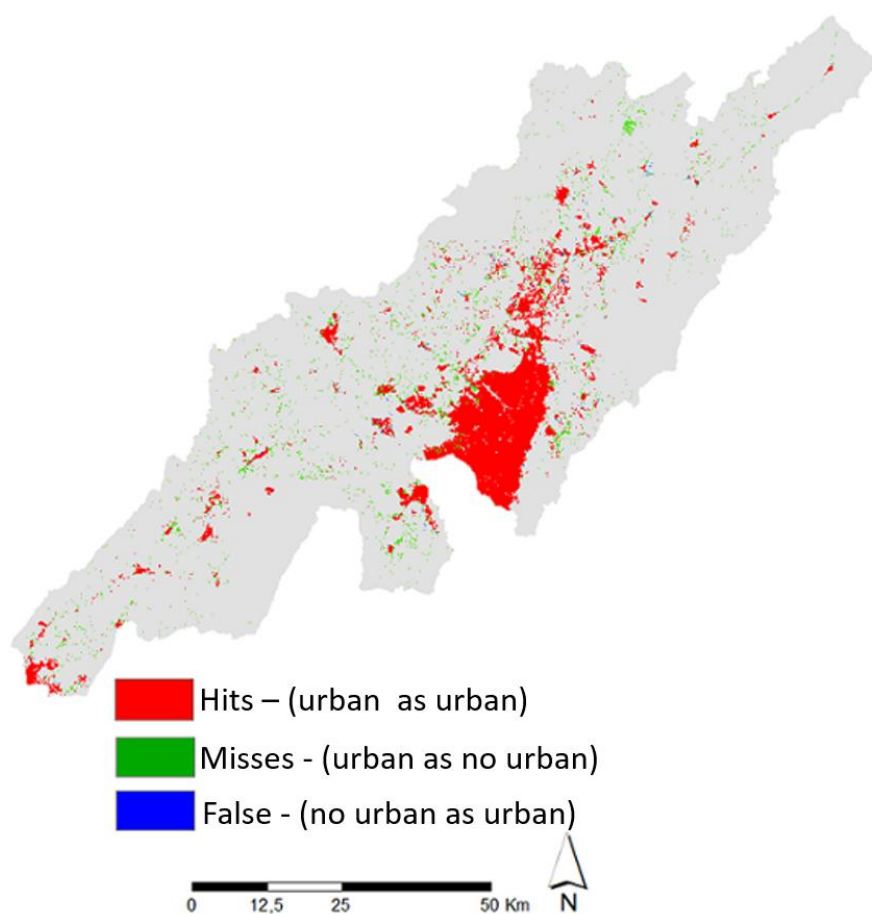 Hits – (urban  as urban)
Misses - (urban as no urban)
False - (no urban as urban)
0 12,5 25 50 Km
N